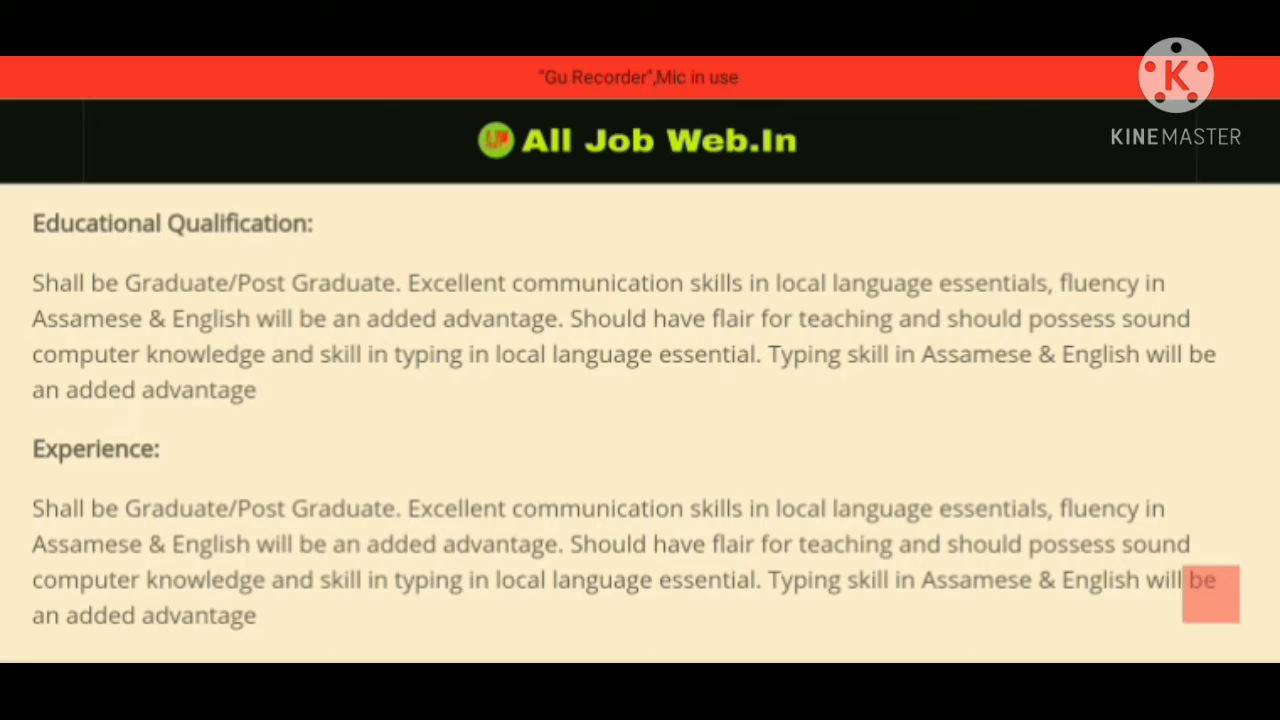 "Gu Recorder",Mic in use
K
KINEMASTER
All Job Web.In
Educational Qualification:
Shall be Graduate/Post Graduate. Excellent communication skills in local language essentials, fluency in
Assamese & English will be an added advantage. Should have flair for teaching and should possess sound
computer knowledge and skill in typing in local language essential. Typing skill in Assamese & English will be
an added advantage
Experience:
Shall be Graduate/Post Graduate. Excellent communication skills in local language essentials, fluency in
Assamese & English will be an added advantage. Should have flair for teaching and should possess sound
computer knowledge and skill in typing in local language essential. Typing skill in Assamese & English will be
an added advantage